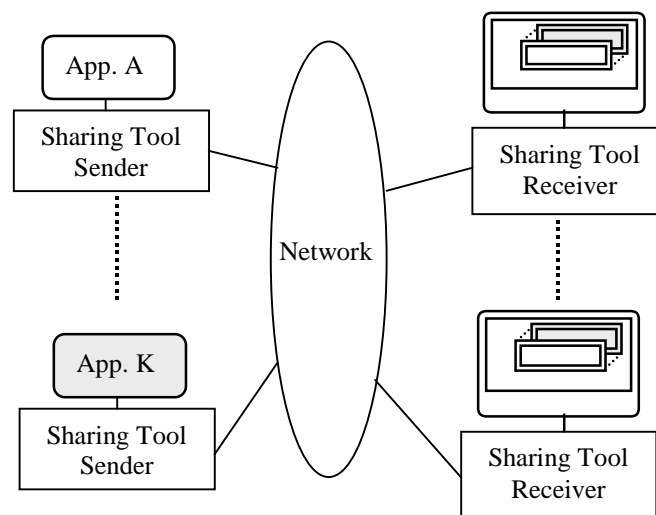 App. A
Sharing Tool
Sender
Sharing Tool
Receiver
Network
App. K
Sharing Tool
Sender
Sharing Tool
Receiver